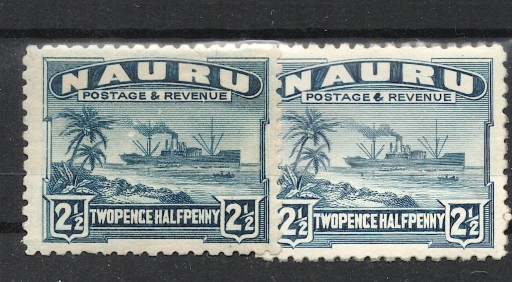 NAURU
POSTAGE & REVENUE
2½ TWOPENCE HALFPENNY 2½
NAURU
POSTAGE & REVENUE
2½ TWOPENCE HALFPENNY 2½